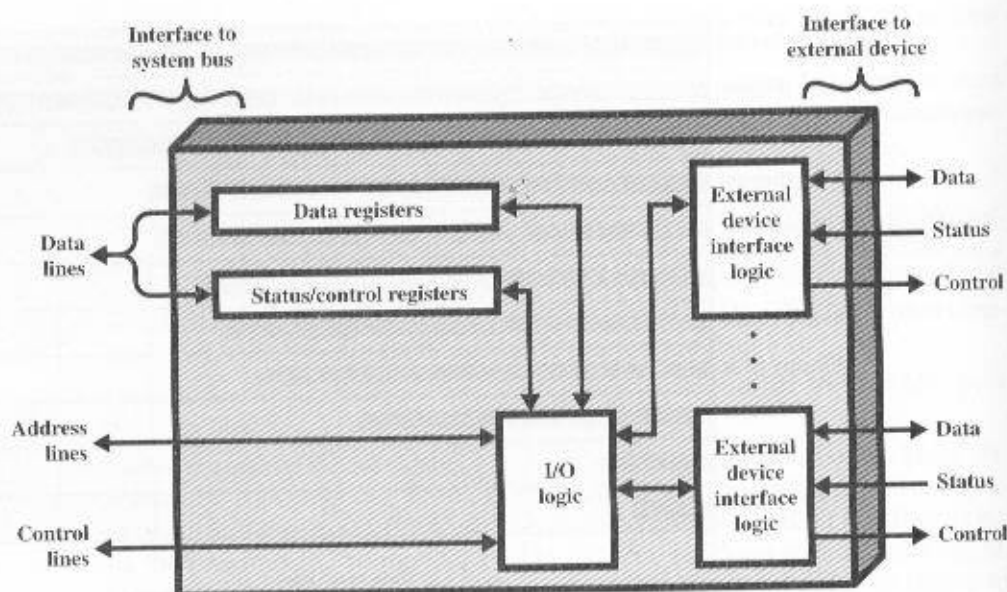 Interface to
system bus
Interface to
external device
Data registers
Data
lines
Status/control registers
External
device
interface
logic
Data
Status
Control
Address
lines
I/O
logic
Control
lines
External
device
interface
logic
Data
Status
Control